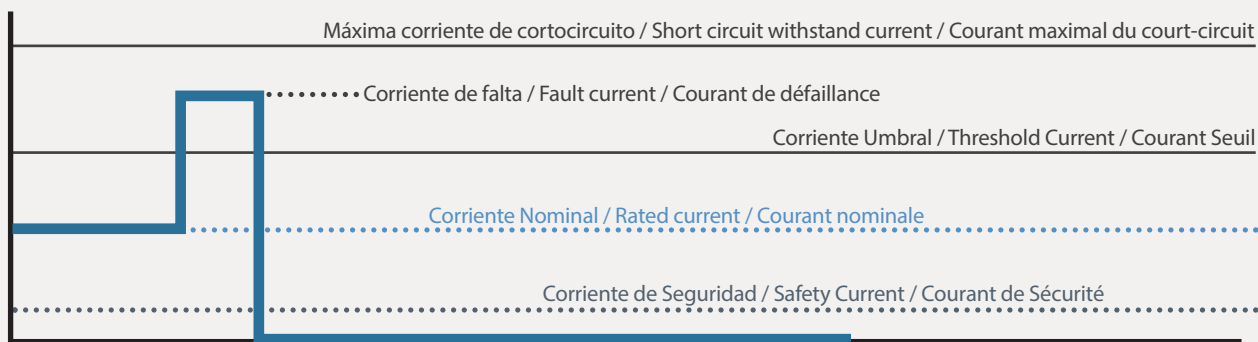 Máxima corriente de cortocircuito / Short circuit withstand current / Courant maximal du court-circuit
Corriente de falta / Fault current / Courant de défaillance
Corriente Umbral / Threshold Current / Courant Seuil
Corriente Nominal / Rated current / Courant nominale
Corriente de Seguridad / Safety Current / Courant de Sécurité